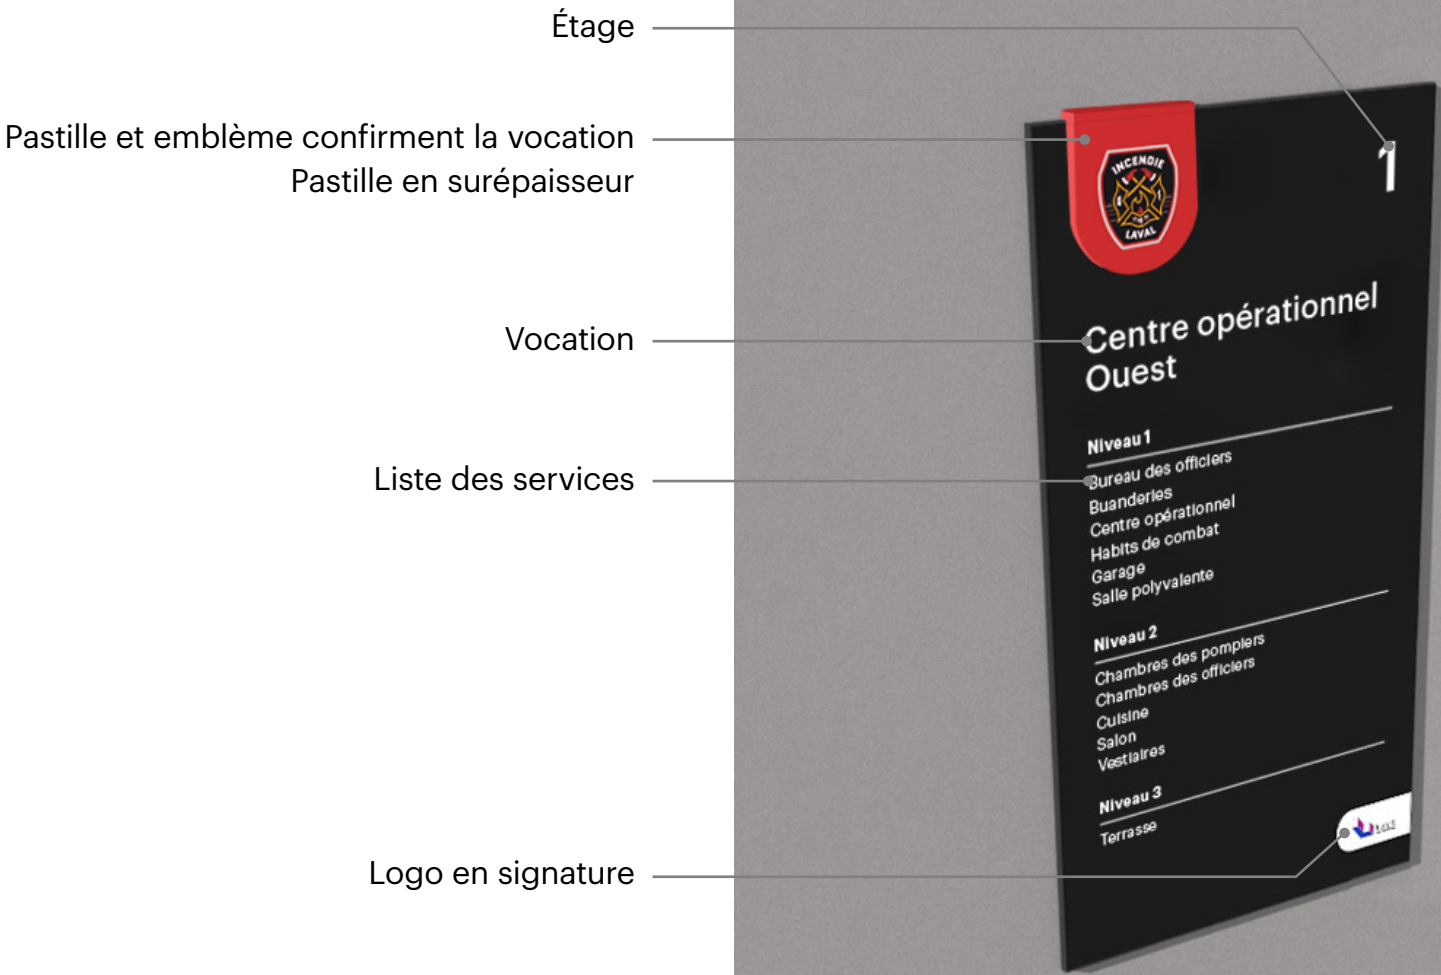 Étage
Pastille et emblème confirment la vocation
Pastille en surépaisseur
Vocation
Liste des services
Logo en signature
INCENDIE
LAVAL
1
Centre opérationnel
Ouest
Niveau 1
Bureau des officiers
Buanderies
Centre opérationnel
Habits de combat
Garage
Salle polyvalente
Niveau 2
Chambres des pompiers
Chambres des officiers
Cuisine
Salon
Vestiaires
Niveau 3
Terrasse